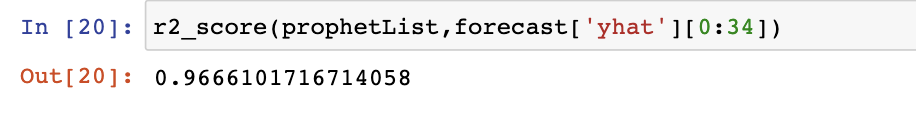 In [20]: r2_score(prophetList,forecast['yhat'][0:34])
Out[20]: 0.9666101716714058